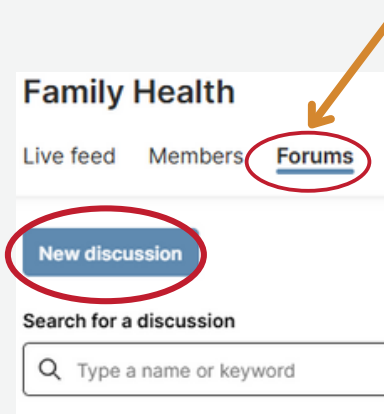 Family Health
Live feed Members Forums
New discussion
Search for a discussion
Type a name or keyword